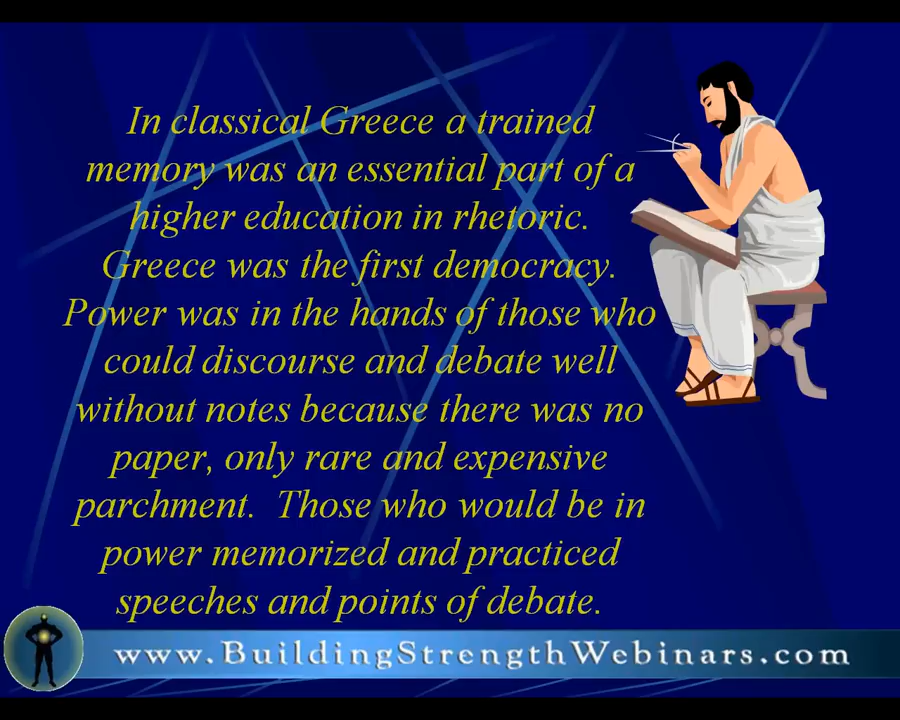 In classical Greece a trained
memory was an essential part of a
higher education in rhetoric.
Greece was the first democracy.
Power was in the hands of those who
could discourse and debate well
without notes because there was no
paper, only rare and expensive
parchment.  Those who would be in
power memorized and practiced
speeches and points of debate.
www.BuildingStrengthWebinars.com